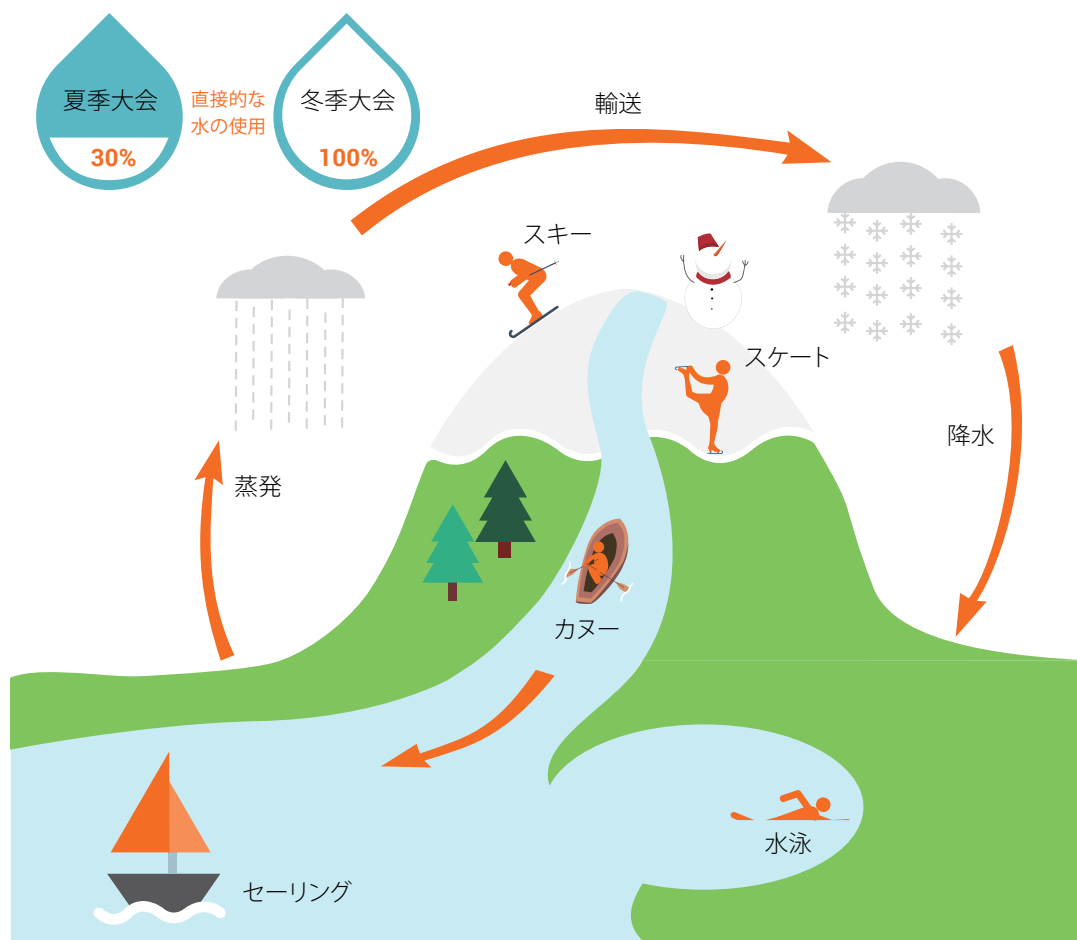 夏季大会
30%
直接的な
水の使用
冬季大会
100%
輸送
スキー
スケート
降水
蒸発
カヌー
水泳
セーリング